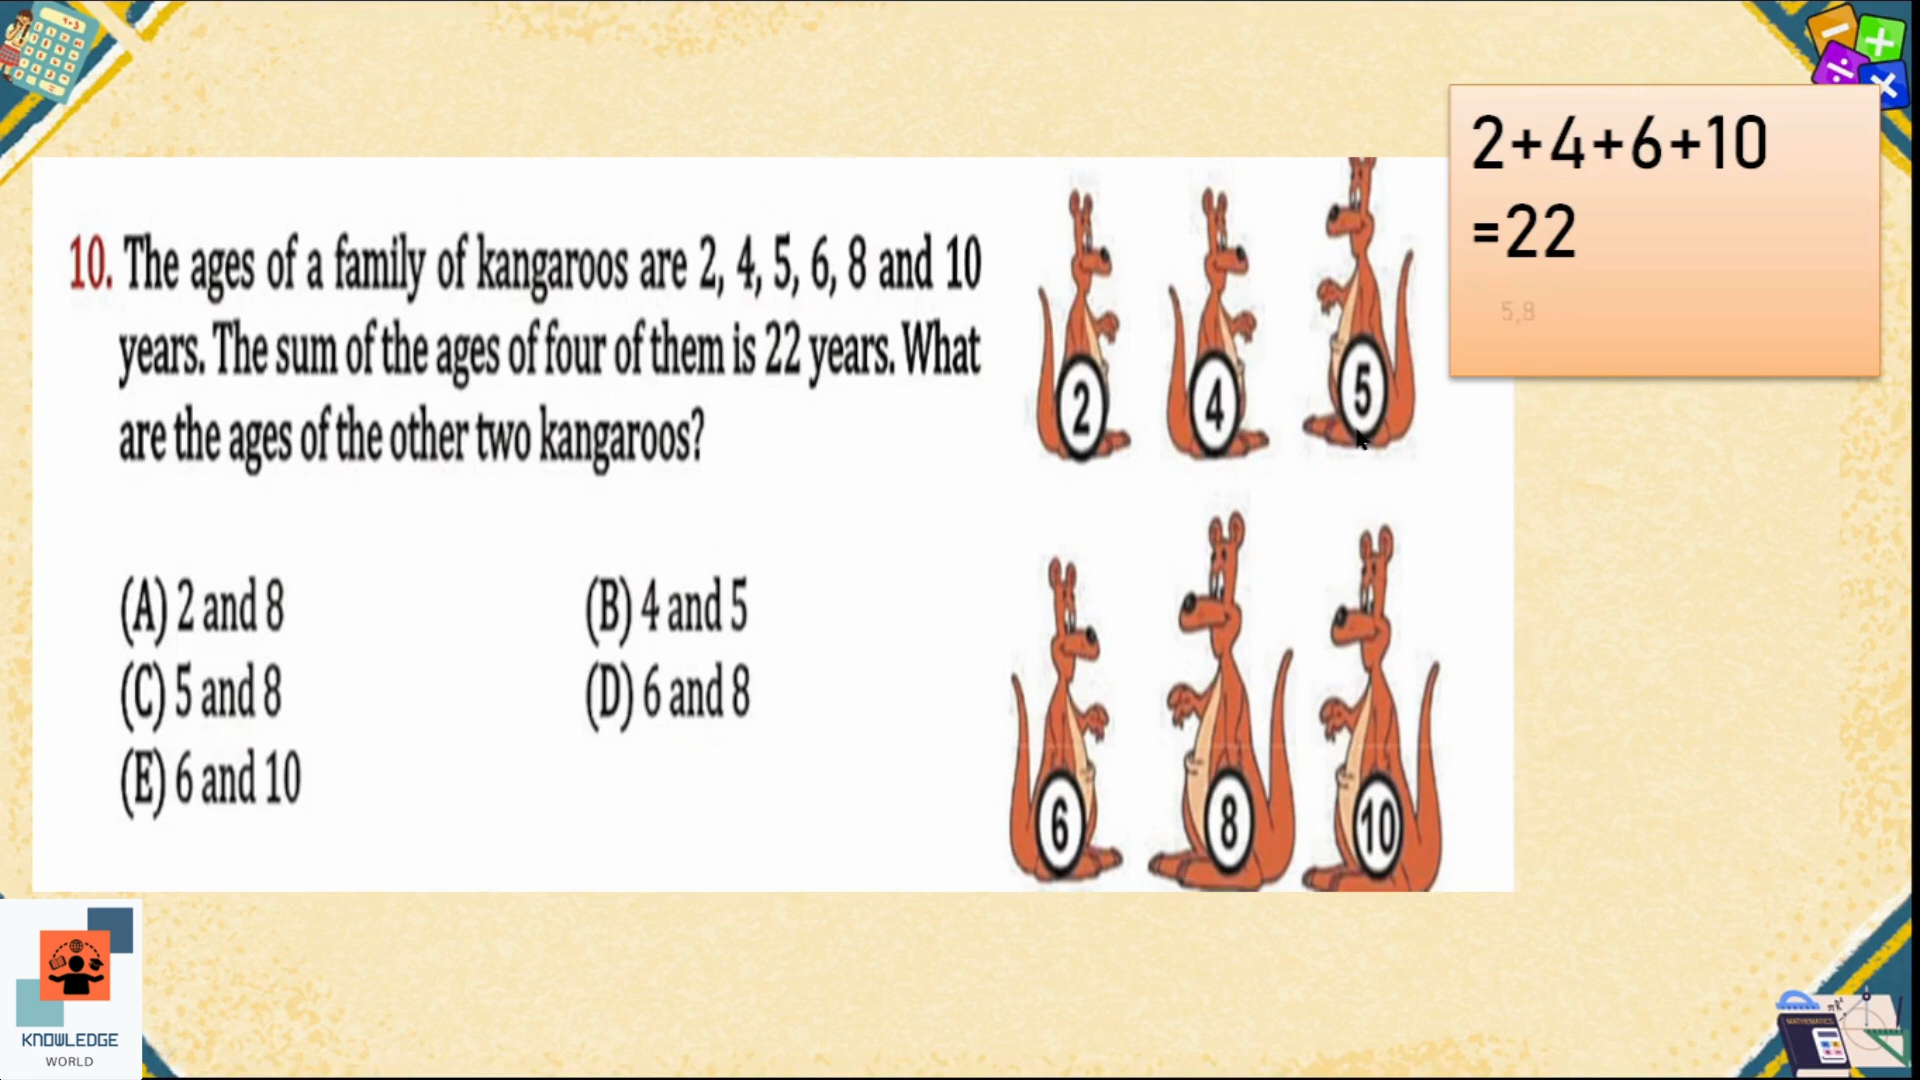 10. The ages of a family of kangaroos are 2, 4, 5, 6, 8 and 10
years. The sum of the ages of four of them is 22 years. What
are the ages of the other two kangaroos?
(A) 2 and 8
(B) 4 and 5
(C) 5 and 8
(D) 6 and 8
(E) 6 and 10
2
4
5
6
8
10
2+4+6+10
=22
5,8
KNOWLEDGE
WORLD
MATHEMATICS